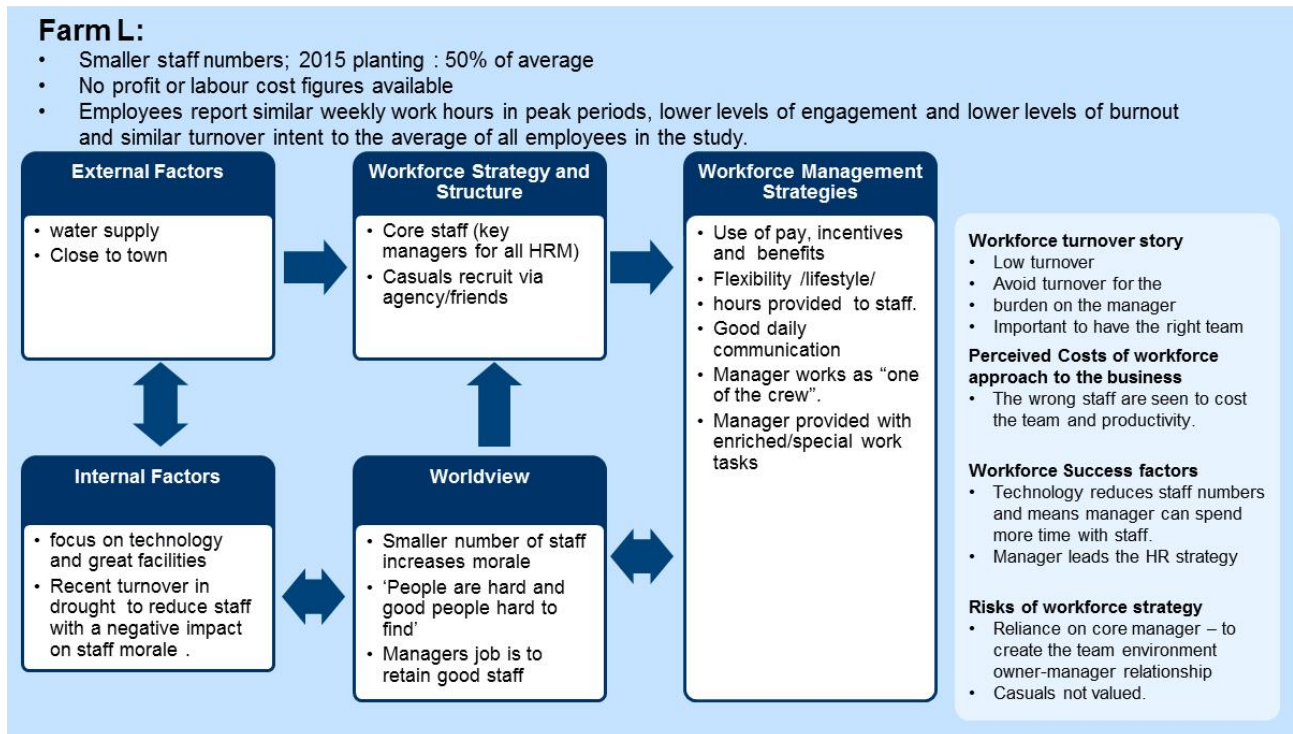 Farm L:
• Smaller staff numbers; 2015 planting : 50% of average
• No profit or labour cost figures available
• Employees report similar weekly work hours in peak periods, lower levels of engagement and lower levels of burnout
and similar turnover intent to the average of all employees in the study.
External Factors
• water supply
• Close to town
Workforce Strategy and
Structure
• Core staff (key
managers for all HRM)
• Casuals recruit via
agency/friends
Workforce Management
Strategies
• Use of pay, incentives
and benefits
• Flexibility /lifestyle/
• hours provided to staff.
• Good daily
communication
• Manager works as “one
of the crew”.
• Manager provided with
enriched/special work
tasks
Internal Factors
• focus on technology
and great facilities
• Recent turnover in
drought to reduce staff
with a negative impact
on staff morale .
Worldview
• Smaller number of staff
increases morale
• ‘People are hard and
good people hard to
find’
• Managers job is to
retain good staff
Workforce turnover story
• Low turnover
• Avoid turnover for the
• burden on the manager
• Important to have the right team
Perceived Costs of workforce
approach to the business
• The wrong staff are seen to cost
the team and productivity.
Workforce Success factors
• Technology reduces staff numbers
and means manager can spend
more time with staff.
• Manager leads the HR strategy
Risks of workforce strategy
• Reliance on core manager – to
create the team environment
owner-manager relationship
• Casuals not valued.